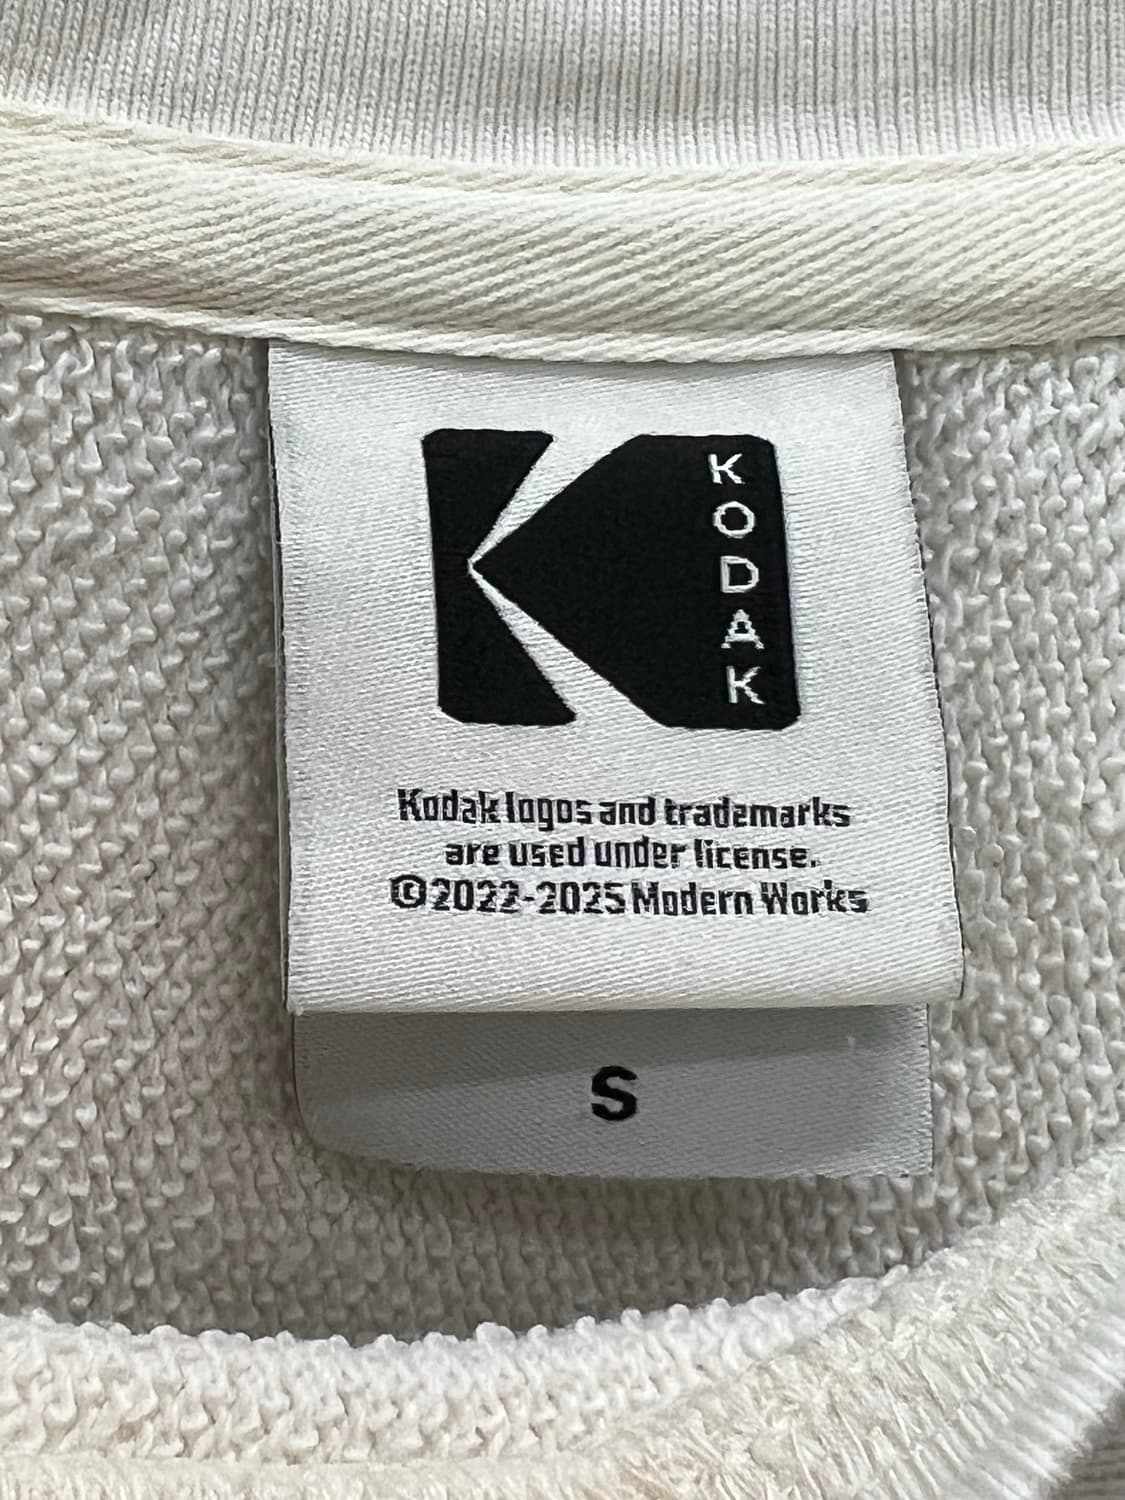 KODAK
Kodak logos and trademarks
are used under license.
©2022-2025 Modern Works
S